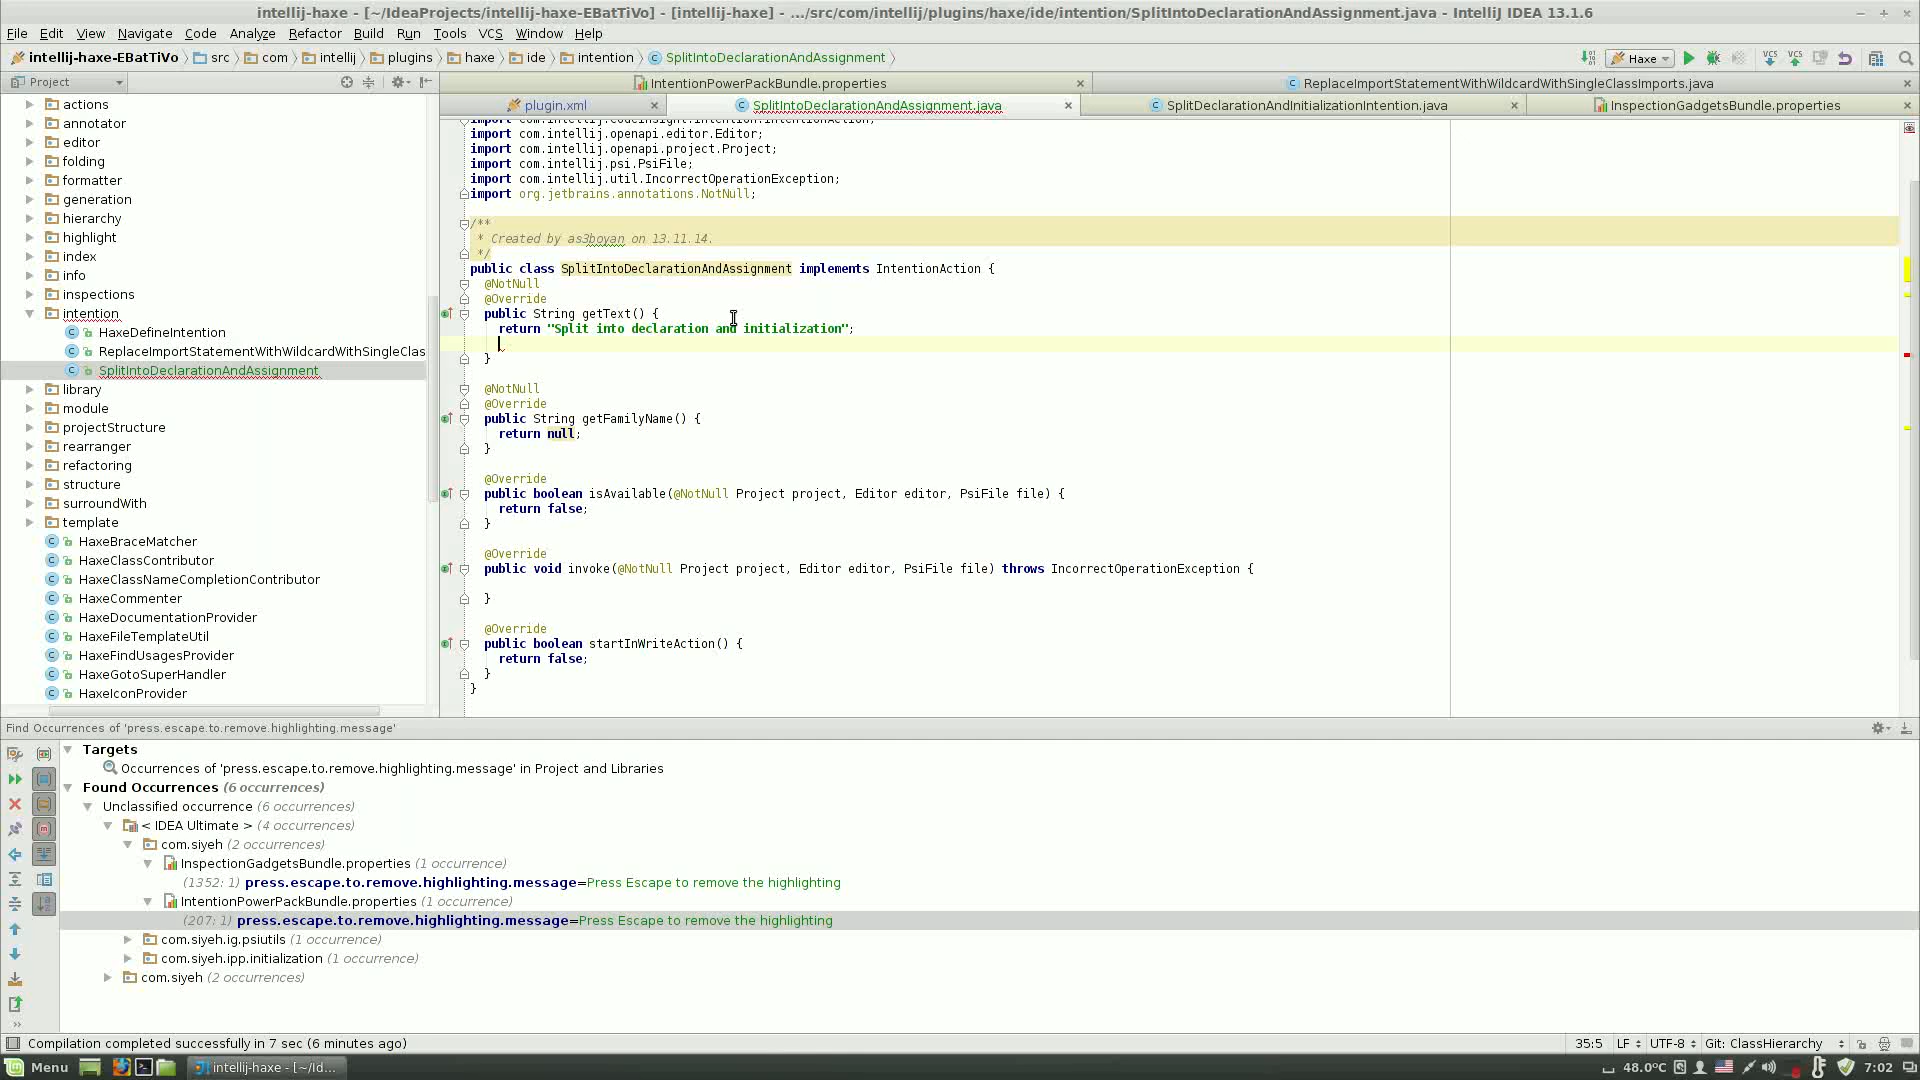 intellij-haxe - [~/IdeaProjects/intellij-haxe-EBatTiVo] - [intellij-haxe] - .../src/com/intellij/plugins/haxe/ide/intention/SplitIntoDeclarationAndAssignment.java - IntelliJ IDEA 13.1.6
File Edit View Navigate Code Analyze Refactor Build Run Tools VCS Window Help
intellij-haxe-EBatTiVo src com intellij plugins haxe ide intention SplitIntoDeclarationAndAssignment Haxe
Project
IntentionPowerPackBundle.properties ReplaceImportStatementWithWildcardWithSingleClassImports.java
plugin.xml SplitIntoDeclarationAndAssignment.java SplitDeclarationAndInitializationIntention.java InspectionGadgetsBundle.properties
actions
annotator
editor
folding
formatter
generation
hierarchy
highlight
index
info
inspections
intention
HaxeDefineIntention
ReplaceImportStatementWithWildcardWithSingleClas
SplitIntoDeclarationAndAssignment
library
module
projectStructure
rearranger
refactoring
structure
surroundWith
template
HaxeBraceMatcher
HaxeClassContributor
HaxeClassNameCompletionContributor
HaxeCommenter
HaxeDocumentationProvider
HaxeFileTemplateUtil
HaxeFindUsagesProvider
HaxeGotoSuperHandler
HaxeIconProvider
import com.intellij.codeInsight.intention.IntentionAction;
import com.intellij.openapi.editor.Editor;
import com.intellij.openapi.project.Project;
import com.intellij.psi.PsiFile;
import com.intellij.util.IncorrectOperationException;
import org.jetbrains.annotations.NotNull;
/**
* Created by as3boyan on 13.11.14.
*/
public class SplitIntoDeclarationAndAssignment implements IntentionAction {
@NotNull
@Override
public String getText() {
return "Split into declaration and initialization";
}
@NotNull
@Override
public String getFamilyName() {
return null;
}
@Override
public boolean isAvailable(@NotNull Project project, Editor editor, PsiFile file) {
return false;
}
@Override
public void invoke(@NotNull Project project, Editor editor, PsiFile file) throws IncorrectOperationException {
}
@Override
public boolean startInWriteAction() {
return false;
}
}
Find Occurrences of 'press.escape.to.remove.highlighting.message'
Targets
Occurrences of 'press.escape.to.remove.highlighting.message' in Project and Libraries
Found Occurrences (6 occurrences)
Unclassified occurrence (6 occurrences)
< IDEA Ultimate > (4 occurrences)
com.siyeh (2 occurrences)
InspectionGadgetsBundle.properties (1 occurrence)
(1352: 1) press.escape.to.remove.highlighting.message=Press Escape to remove the highlighting
IntentionPowerPackBundle.properties (1 occurrence)
(207: 1) press.escape.to.remove.highlighting.message=Press Escape to remove the highlighting
com.siyeh.ig.psiutils (1 occurrence)
com.siyeh.ipp.initialization (1 occurrence)
com.siyeh (2 occurrences)
Compilation completed successfully in 7 sec (6 minutes ago) 35:5 LF UTF-8 Git: ClassHierarchy
Menu intellij-haxe - [~/Id... 48.0°C 7:02